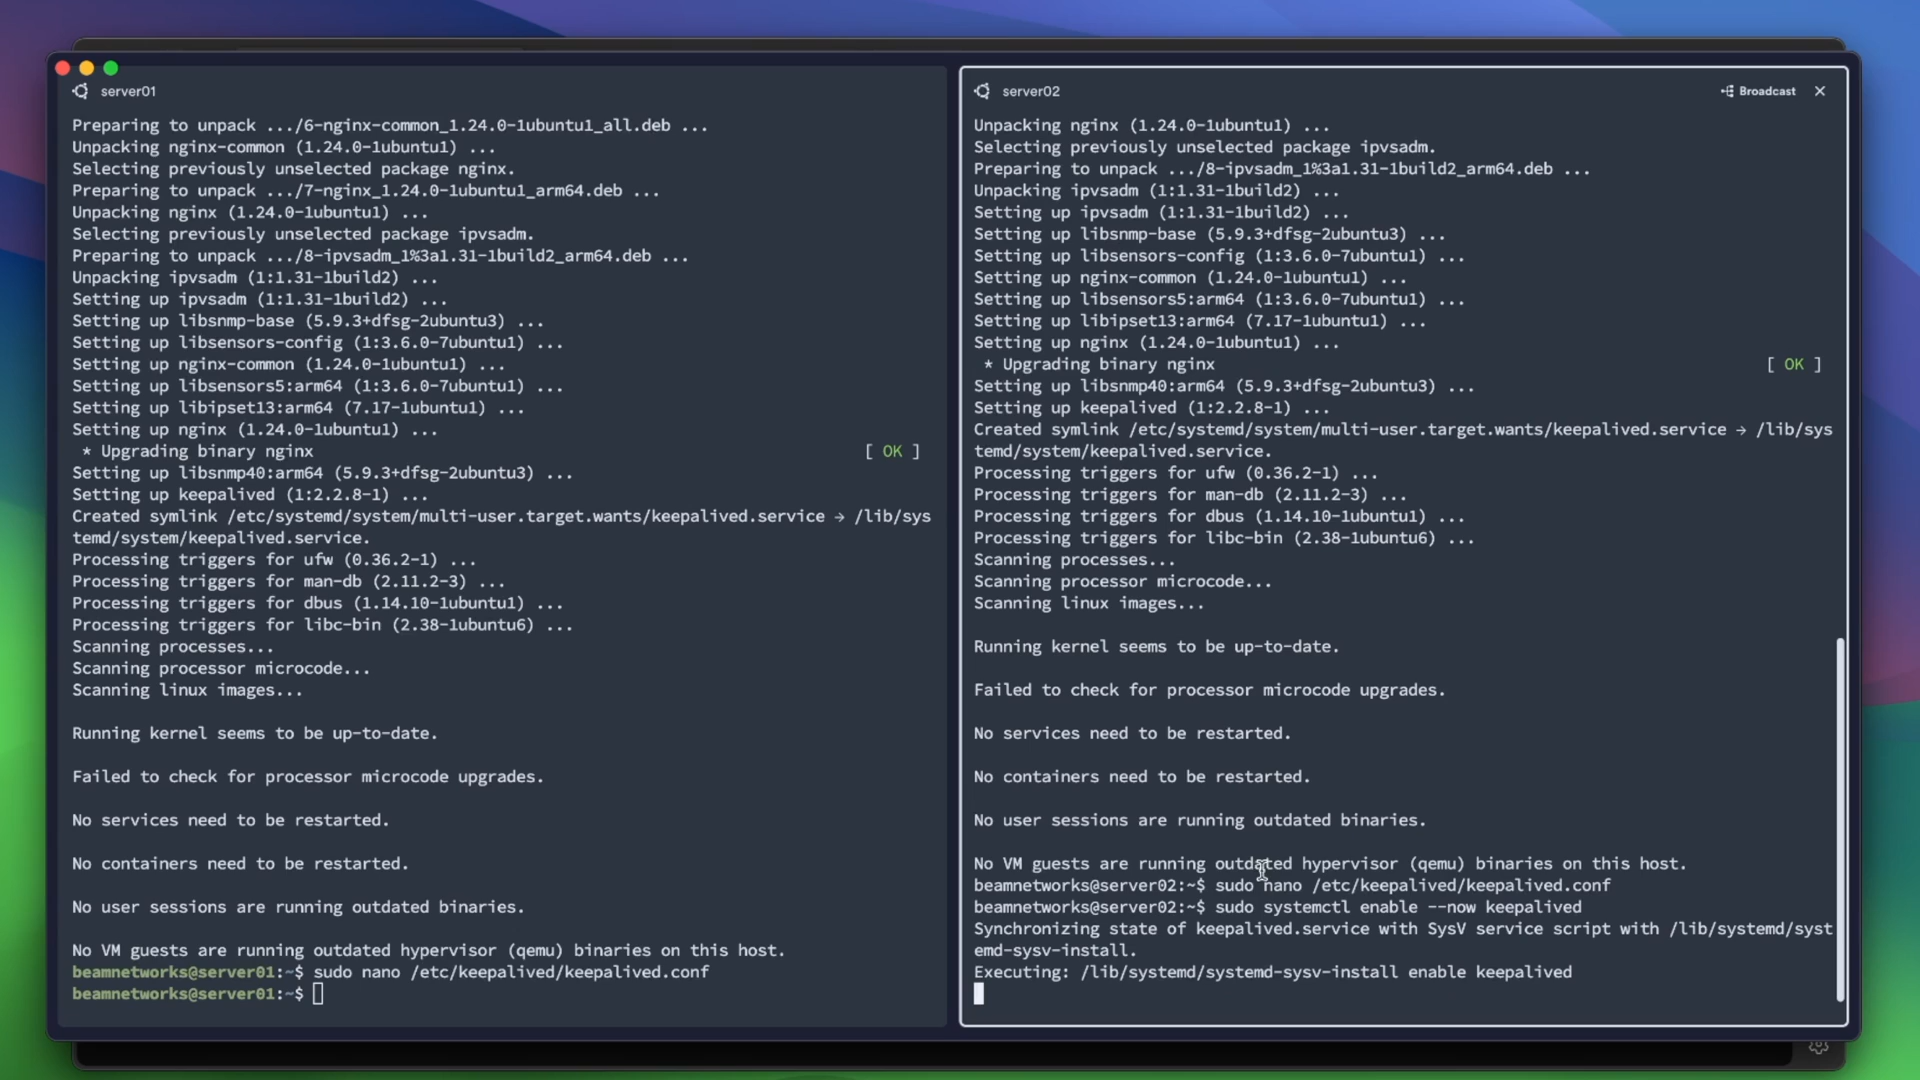 server01
Preparing to unpack .../6-nginx-common_1.24.0-1ubuntu1_all.deb ...
Unpacking nginx-common (1.24.0-1ubuntu1) ...
Selecting previously unselected package nginx.
Preparing to unpack .../7-nginx_1.24.0-1ubuntu1_arm64.deb ...
Unpacking nginx (1.24.0-1ubuntu1) ...
Selecting previously unselected package ipvsadm.
Preparing to unpack .../8-ipvsadm_1%3a1.31-1build2_arm64.deb ...
Unpacking ipvsadm (1:1.31-1build2) ...
Setting up ipvsadm (1:1.31-1build2) ...
Setting up libsnmp-base (5.9.3+dfsg-2ubuntu3) ...
Setting up libsensors-config (1:3.6.0-7ubuntu1) ...
Setting up nginx-common (1.24.0-1ubuntu1) ...
Setting up libsensors5:arm64 (1:3.6.0-7ubuntu1) ...
Setting up libipset13:arm64 (7.17-1ubuntu1) ...
Setting up nginx (1.24.0-1ubuntu1) ...
* Upgrading binary nginx [ OK ]
Setting up libsnmp40:arm64 (5.9.3+dfsg-2ubuntu3) ...
Setting up keepalived (1:2.2.8-1) ...
Created symlink /etc/systemd/system/multi-user.target.wants/keepalived.service → /lib/sys
temd/system/keepalived.service.
Processing triggers for ufw (0.36.2-1) ...
Processing triggers for man-db (2.11.2-3) ...
Processing triggers for dbus (1.14.10-1ubuntu1) ...
Processing triggers for libc-bin (2.38-1ubuntu6) ...
Scanning processes...
Scanning processor microcode...
Scanning linux images...
Running kernel seems to be up-to-date.
Failed to check for processor microcode upgrades.
No services need to be restarted.
No containers need to be restarted.
No user sessions are running outdated binaries.
No VM guests are running outdated hypervisor (qemu) binaries on this host.
beamnetworks@server01:~$ sudo nano /etc/keepalived/keepalived.conf
beamnetworks@server01:~$
server02
Broadcast
Unpacking nginx (1.24.0-1ubuntu1) ...
Selecting previously unselected package ipvsadm.
Preparing to unpack .../8-ipvsadm_1%3a1.31-1build2_arm64.deb ...
Unpacking ipvsadm (1:1.31-1build2) ...
Setting up ipvsadm (1:1.31-1build2) ...
Setting up libsnmp-base (5.9.3+dfsg-2ubuntu3) ...
Setting up libsensors-config (1:3.6.0-7ubuntu1) ...
Setting up nginx-common (1.24.0-1ubuntu1) ...
Setting up libsensors5:arm64 (1:3.6.0-7ubuntu1) ...
Setting up libipset13:arm64 (7.17-1ubuntu1) ...
Setting up nginx (1.24.0-1ubuntu1) ...
* Upgrading binary nginx [ OK ]
Setting up libsnmp40:arm64 (5.9.3+dfsg-2ubuntu3) ...
Setting up keepalived (1:2.2.8-1) ...
Created symlink /etc/systemd/system/multi-user.target.wants/keepalived.service → /lib/sys
temd/system/keepalived.service.
Processing triggers for ufw (0.36.2-1) ...
Processing triggers for man-db (2.11.2-3) ...
Processing triggers for dbus (1.14.10-1ubuntu1) ...
Processing triggers for libc-bin (2.38-1ubuntu6) ...
Scanning processes...
Scanning processor microcode...
Scanning linux images...
Running kernel seems to be up-to-date.
Failed to check for processor microcode upgrades.
No services need to be restarted.
No containers need to be restarted.
No user sessions are running outdated binaries.
No VM guests are running outdated hypervisor (qemu) binaries on this host.
beamnetworks@server02:~$ sudo nano /etc/keepalived/keepalived.conf
beamnetworks@server02:~$ sudo systemctl enable --now keepalived
Synchronizing state of keepalived.service with SysV service script with /lib/systemd/syst
emd-sysv-install.
Executing: /lib/systemd/systemd-sysv-install enable keepalived